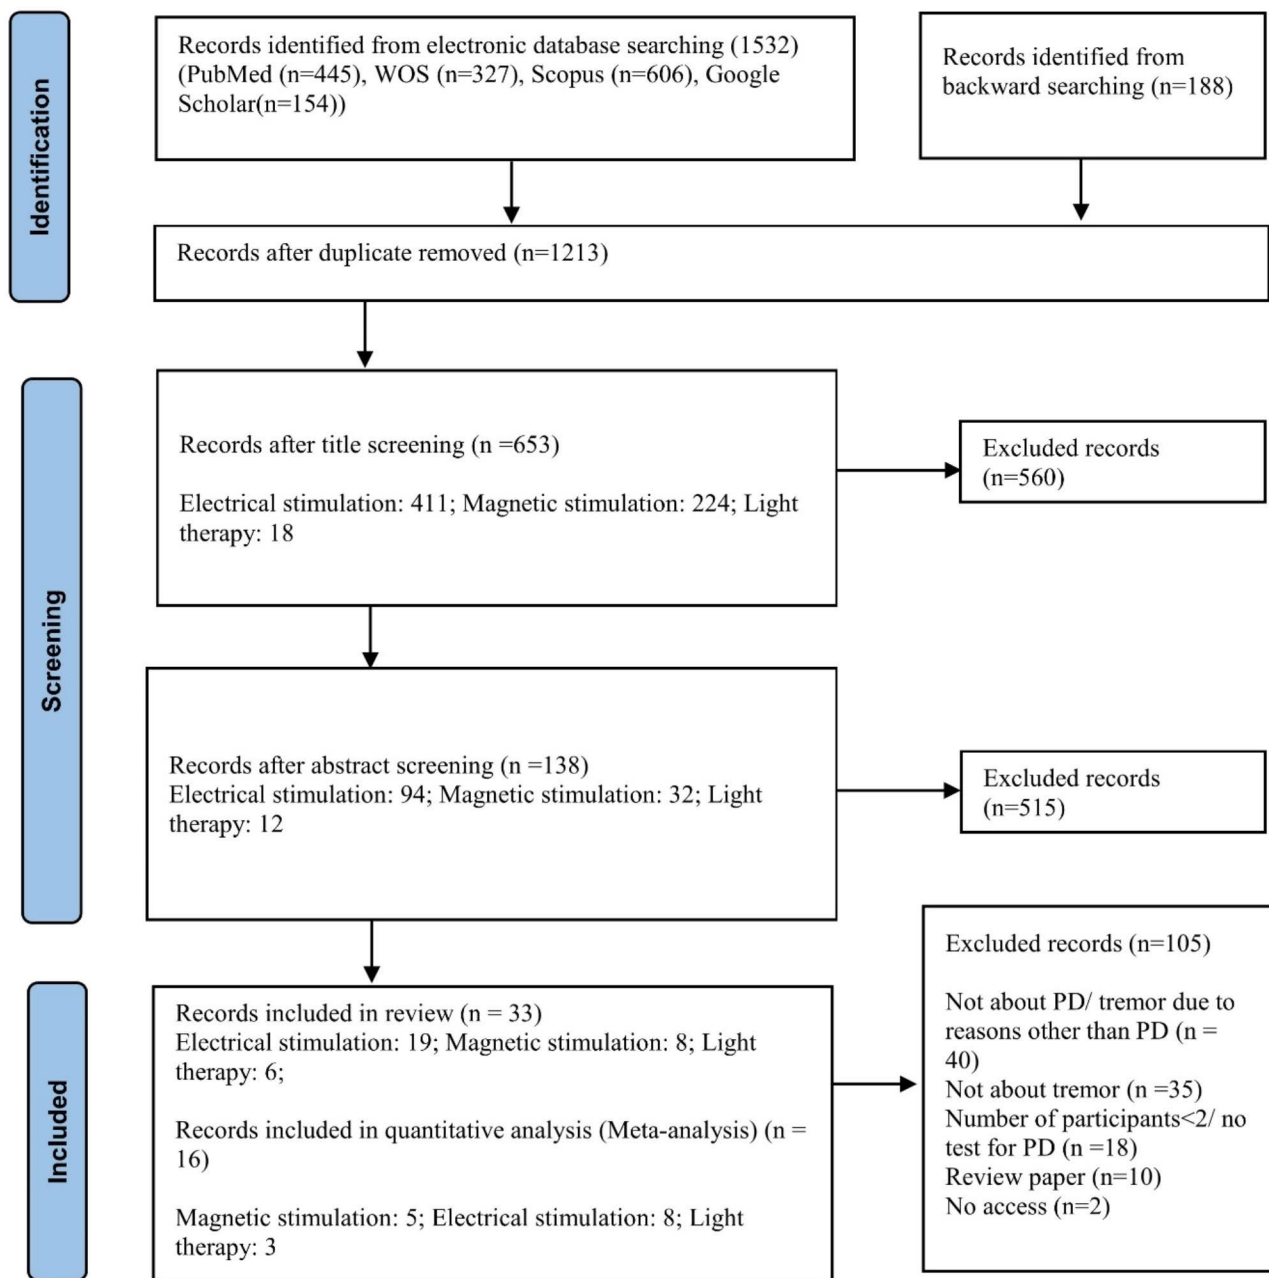 Identification
Records identified from electronic database searching (1532)
(PubMed (n=445), WOS (n=327), Scopus (n=606), Google
Scholar(n=154))
Records identified from
backward searching (n=188)
Records after duplicate removed (n=1213)
Screening
Records after title screening (n =653)
Electrical stimulation: 411; Magnetic stimulation: 224; Light
therapy: 18
Excluded records
(n=560)
Records after abstract screening (n =138)
Electrical stimulation: 94; Magnetic stimulation: 32; Light
therapy: 12
Excluded records
(n=515)
Included
Records included in review (n = 33)
Electrical stimulation: 19; Magnetic stimulation: 8; Light
therapy: 6;
Records included in quantitative analysis (Meta-analysis) (n =
16)
Magnetic stimulation: 5; Electrical stimulation: 8; Light
therapy: 3
Excluded records (n=105)
Not about PD/ tremor due to
reasons other than PD (n =
40)
Not about tremor (n =35)
Number of participants<2/ no
test for PD (n =18)
Review paper (n=10)
No access (n=2)